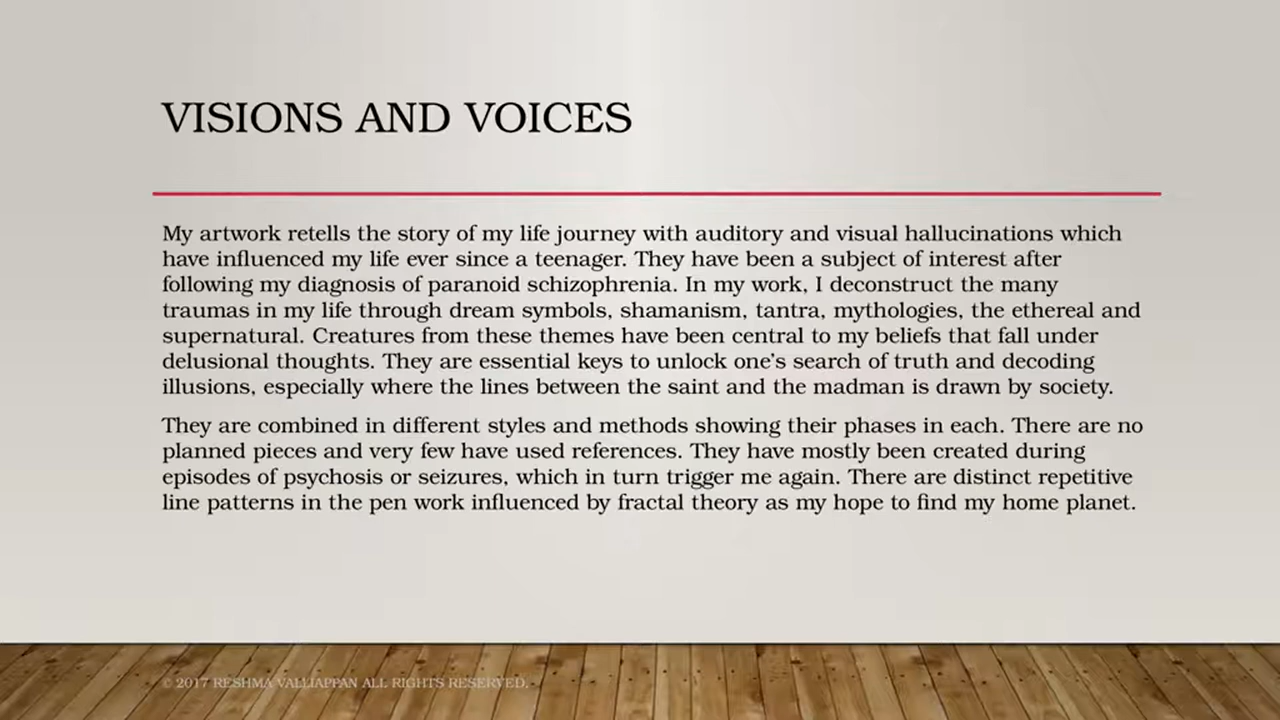 VISIONS AND VOICES
My artwork retells the story of my life journey with auditory and visual hallucinations which
have influenced my life ever since a teenager. They have been a subject of interest after
following my diagnosis of paranoid schizophrenia. In my work, I deconstruct the many
traumas in my life through dream symbols, shamanism, tantra, mythologies, the ethereal and
supernatural. Creatures from these themes have been central to my beliefs that fall under
delusional thoughts. They are essential keys to unlock one's search of truth and decoding
illusions, especially where the lines between the saint and the madman is drawn by society.
They are combined in different styles and methods showing their phases in each. There are no
planned pieces and very few have used references. They have mostly been created during
episodes of psychosis or seizures, which in turn trigger me again. There are distinct repetitive
line patterns in the pen work influenced by fractal theory as my hope to find my home planet.
© 2017 RESHMA VALLIAPPAN ALL RIGHTS RESERVED.